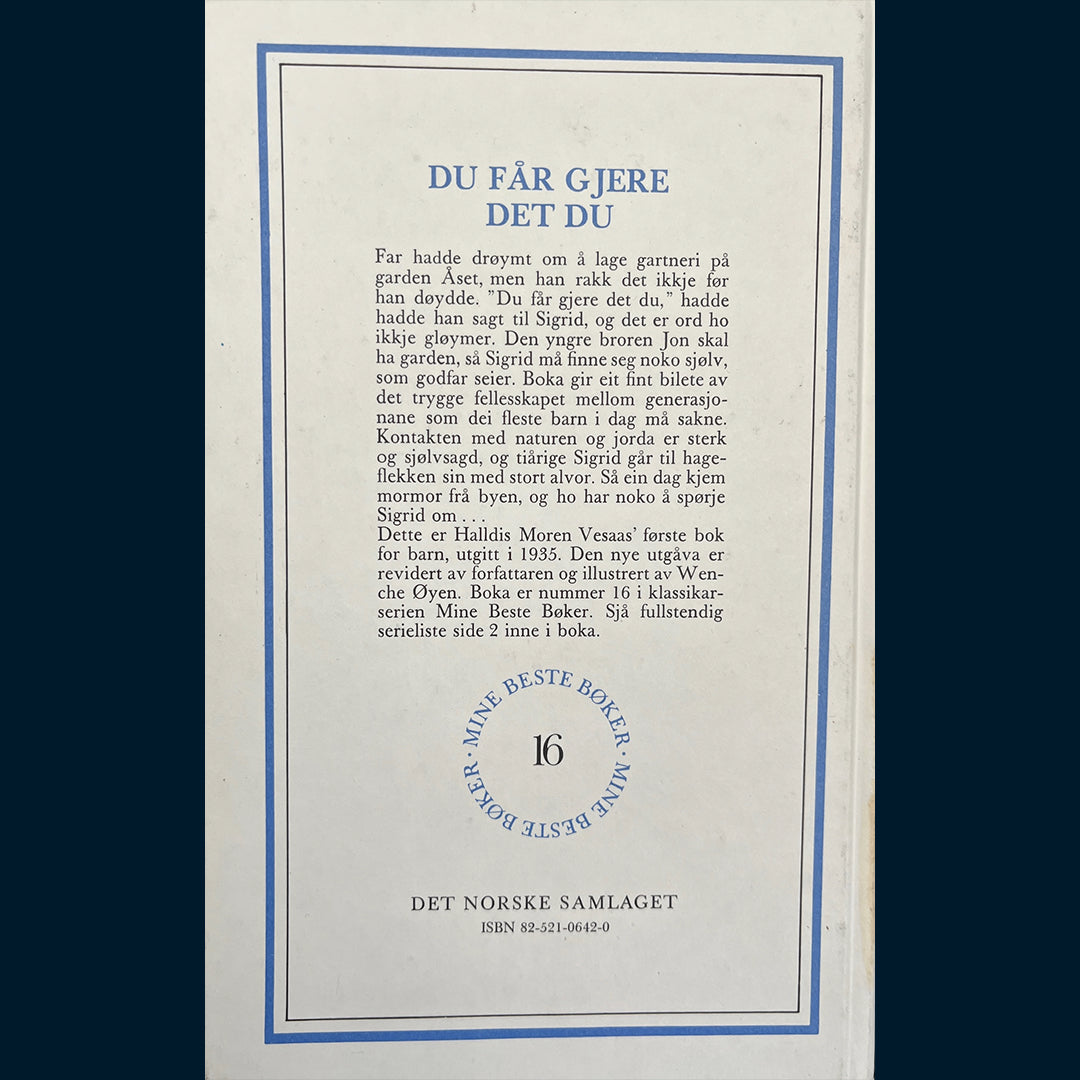 DU FÅR GJERE
DET DU
Far hadde drøymt om å lage gartneri på
garden Åset, men han rakk det ikkje før
han døydde. ”Du får gjere det du,” hadde
hadde han sagt til Sigrid, og det er ord ho
ikkje gløymer. Den yngre broren Jon skal
ha garden, så Sigrid må finne seg noko sjølv,
som godfar seier. Boka gir eit fint bilete av
det trygge fellesskapet mellom generasjo-
nane som dei fleste barn i dag må sakne.
Kontakten med naturen og jorda er sterk
og sjølvsagd, og tiårige Sigrid går til hage-
flekken sin med stort alvor. Så ein dag kjem
mormor frå byen, og ho har noko å spørje
Sigrid om . . .
Dette er Halldis Moren Vesaas’ første bok
for barn, utgitt i 1935. Den nye utgåva er
revidert av forfattaren og illustrert av Wen-
che Øyen. Boka er nummer 16 i klassikar-
serien Mine Beste Bøker. Sjå fullstendig
serieliste side 2 inne i boka.
MINE BESTE BØKER · MINE BESTE BØKER ·
16
DET NORSKE SAMLAGET
ISBN 82-521-0642-0